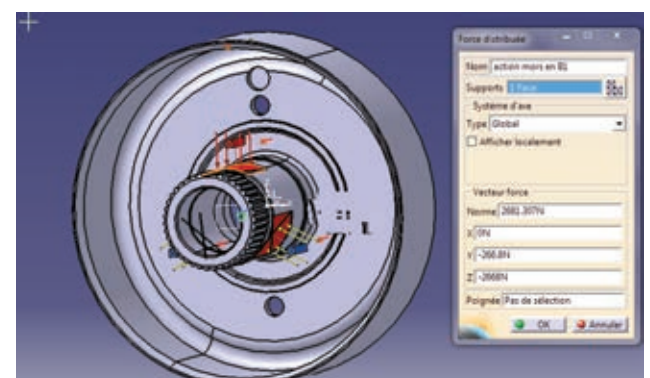 Force distribuée
Nom action mors en B1
Supports 1 Face
Système d'axe
Type Global
Afficher localement
Vecteur force
Norme 2681.307N
X 0N
Y -266.8N
Z -2668N
Poignée Pas de sélection
OK Annuler